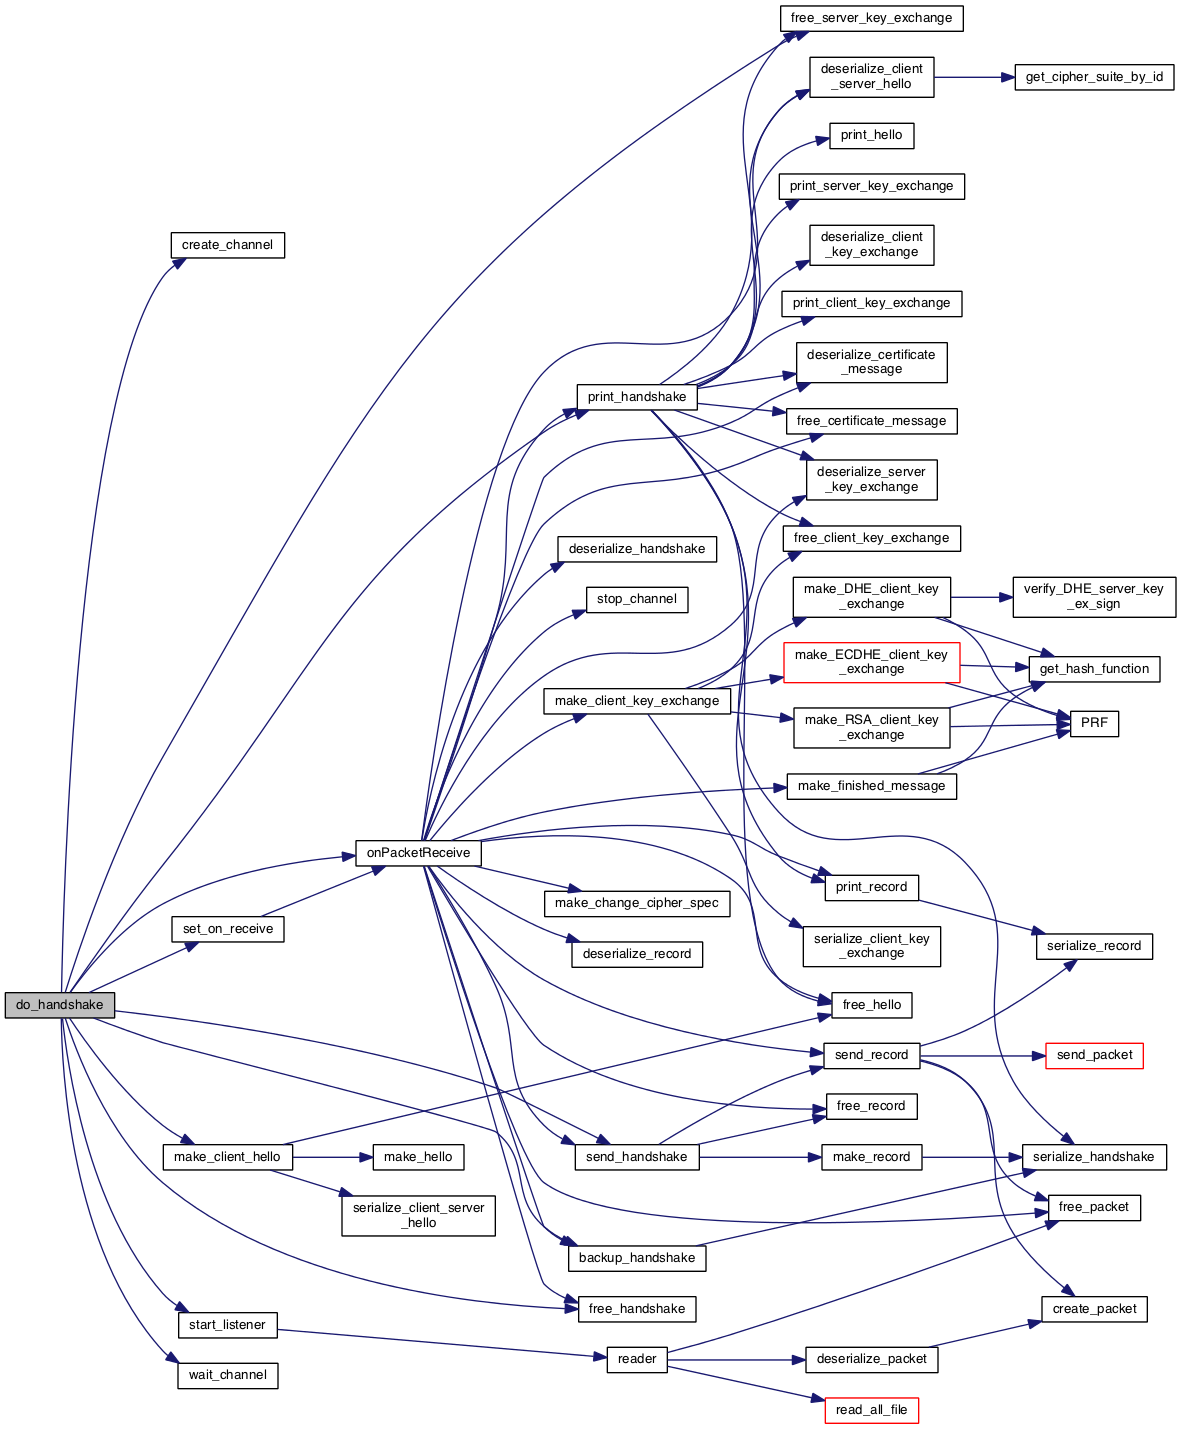 free_server_key_exchange
deserialize_client
_server_hello
get_cipher_suite_by_id
print_hello
print_server_key_exchange
create_channel
deserialize_client
_key_exchange
print_client_key_exchange
deserialize_certificate
_message
print_handshake
free_certificate_message
deserialize_server
_key_exchange
free_client_key_exchange
deserialize_handshake
stop_channel
make_DHE_client_key
_exchange
verify_DHE_server_key
_ex_sign
make_ECDHE_client_key
_exchange
get_hash_function
make_client_key_exchange
make_RSA_client_key
_exchange
PRF
make_finished_message
onPacketReceive
print_record
make_change_cipher_spec
set_on_receive
serialize_client_key
_exchange
deserialize_record
serialize_record
do_handshake
free_hello
send_record
send_packet
free_record
make_client_hello
make_hello
send_handshake
make_record
serialize_handshake
serialize_client_server
_hello
free_packet
backup_handshake
free_handshake
create_packet
start_listener
reader
deserialize_packet
wait_channel
read_all_file